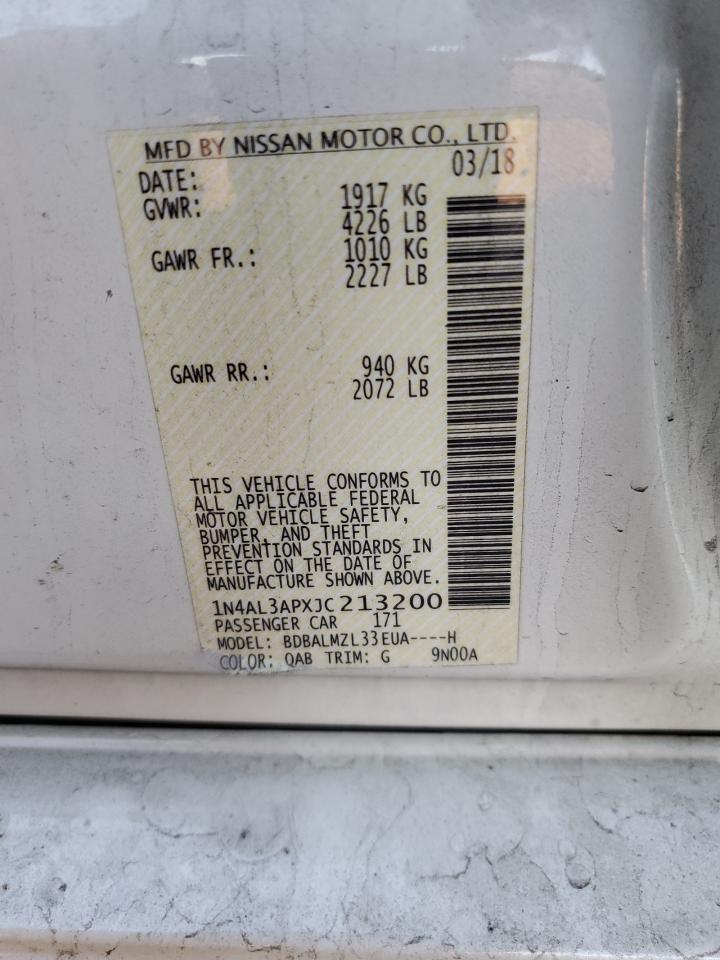 MFD BY NISSAN MOTOR CO., LTD.
DATE: 03/18
GVWR: 1917 KG
4226 LB
GAWR FR.: 1010 KG
2227 LB
GAWR RR.: 940 KG
2072 LB
THIS VEHICLE CONFORMS TO
ALL APPLICABLE FEDERAL
MOTOR VEHICLE SAFETY,
BUMPER, AND THEFT
PREVENTION STANDARDS IN
EFFECT ON THE DATE OF
MANUFACTURE SHOWN ABOVE.
1N4AL3APXJC213200
PASSENGER CAR 171
MODEL: BDBALMZL33EUA----H
COLOR: QAB TRIM: G 9N00A